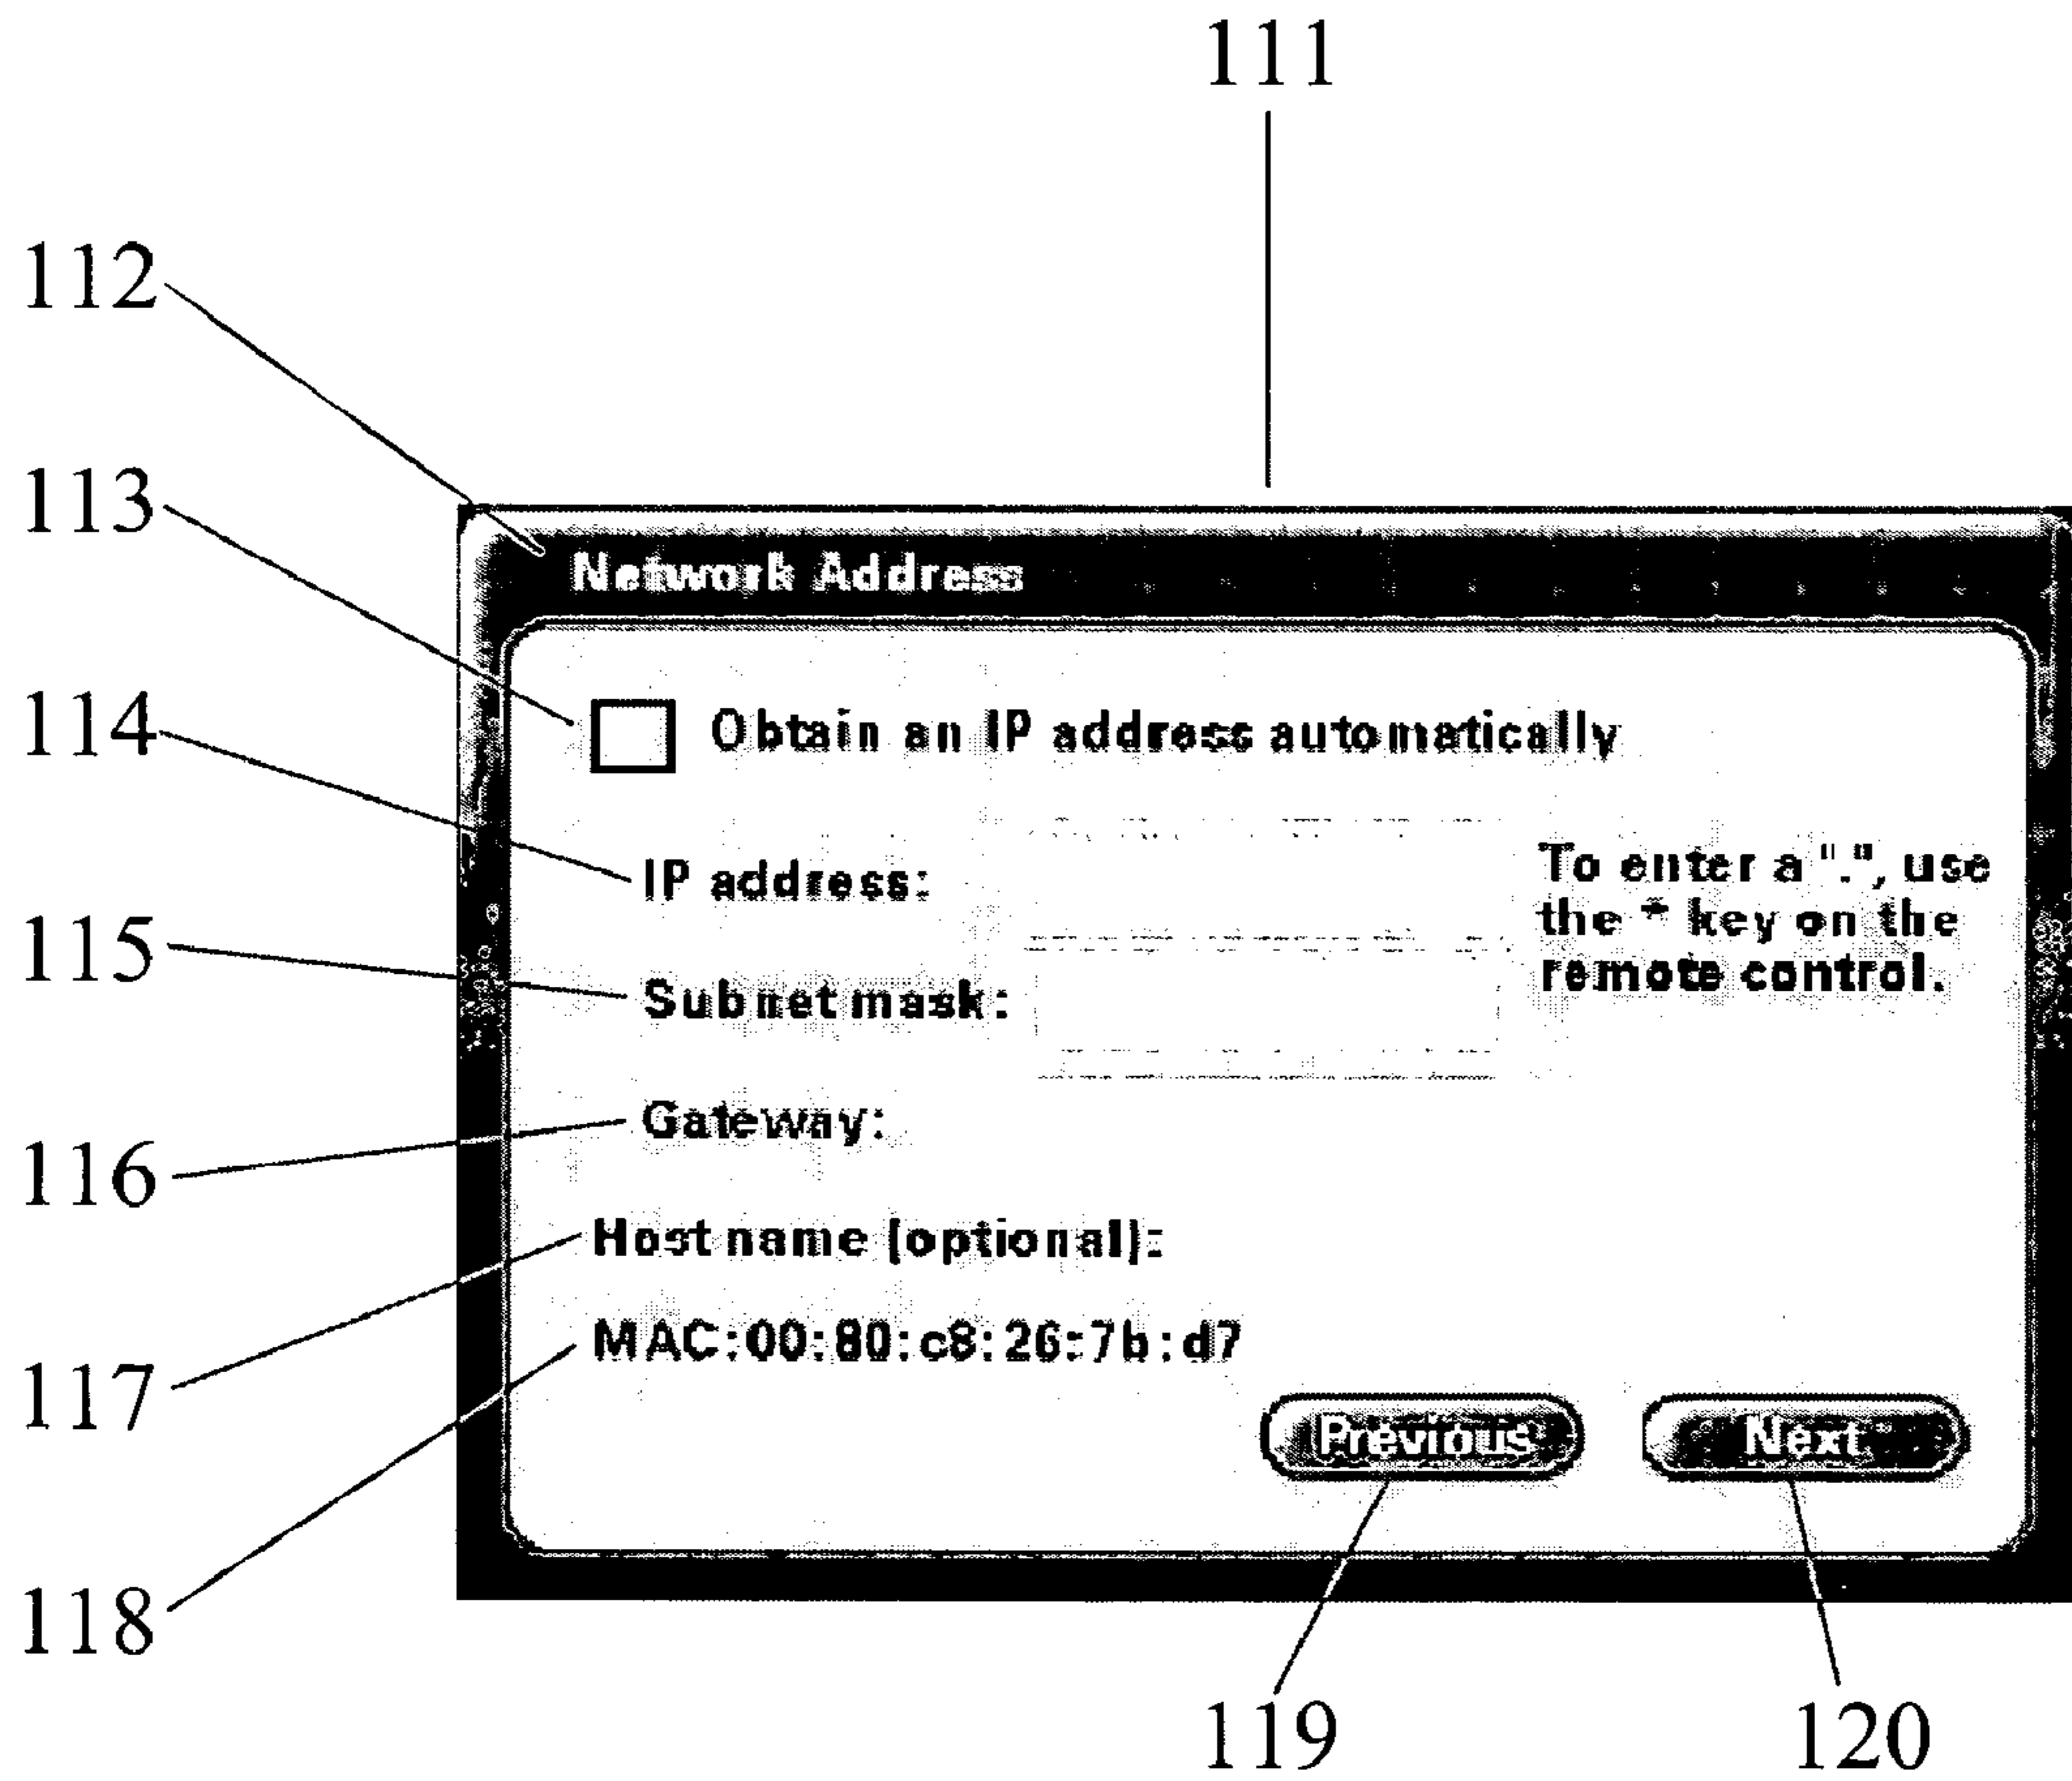 111
112
113
114
115
116
117
118
Network Address
Obtain an IP address automatically
IP address:
To enter a ".", use
the * key on the
remote control.
Subnet mask:
Gateway:
Host name (optional):
MAC:00:80:c8:26:7b:d7
Previous
Next
119
120